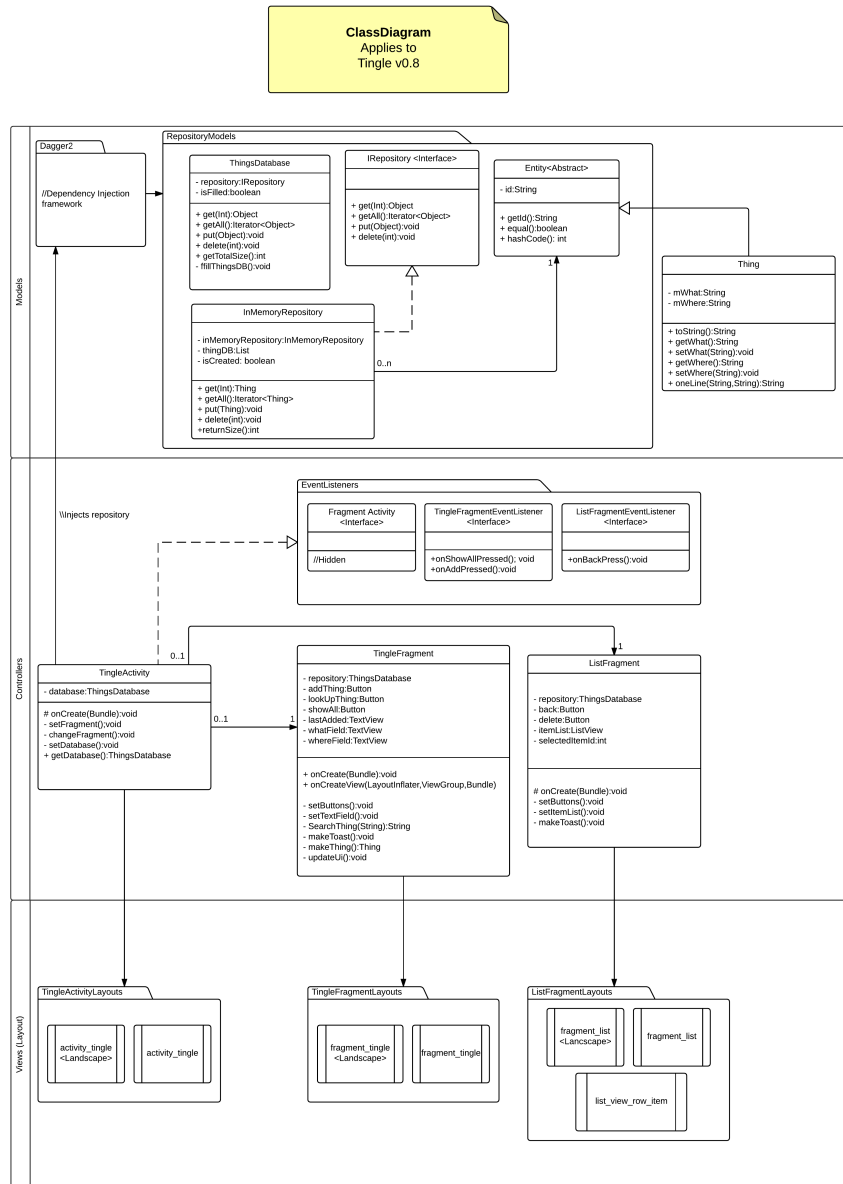 ClassDiagram
Applies to
Tingle v0.8
Models
Dagger2
//Dependency Injection
framework
RepositoryModels
ThingsDatabase
- repository:IRepository
- isFilled:boolean
+ get(Int):Object
+ getAll():Iterator<Object>
+ put(Object):void
+ delete(int):void
+ getTotalSize():int
- ffillThingsDB():void
IRepository <Interface>
+ get(Int):Object
+ getAll():Iterator<Object>
+ put(Object):void
+ delete(int):void
Entity<Abstract>
- id:String
+ getId():String
+ equal():boolean
+ hashCode(): int
1
Thing
- mWhat:String
- mWhere:String
+ toString():String
+ getWhat():String
+ setWhat(String):void
+ getWhere():String
+ setWhere(String):void
+ oneLine(String,String):String
InMemoryRepository
- inMemoryRepository:InMemoryRepository
- thingDB:List
- isCreated: boolean
+ get(Int):Thing
+ getAll():Iterator<Thing>
+ put(Thing):void
+ delete(int):void
+returnSize():int
0..n
Controllers
\\Injects repository
EventListeners
Fragment Activity
<Interface>
//Hidden
TingleFragmentEventListener
<Interface>
+onShowAllPressed(); void
+onAddPressed():void
ListFragmentEventListener
<Interface>
+onBackPress():void
0..1
1
TingleActivity
- database:ThingsDatabase
# onCreate(Bundle):void
- setFragment();void
- changeFragment():void
- setDatabase():void
+ getDatabase():ThingsDatabase
0..1
1
TingleFragment
- repository:ThingsDatabase
- addThing:Button
- lookUpThing:Button
- showAll:Button
- lastAdded:TextView
- whatField:TextView
- whereField:TextView
+ onCreate(Bundle):void
+ onCreateView(LayoutInflater,ViewGroup,Bundle)
- setButtons():void
- setTextField():void
- SearchThing(String):String
- makeToast():void
- makeThing():Thing
- updateUi():void
ListFragment
- repository:ThingsDatabase
- back:Button
- delete:Button
- itemList:ListView
- selectedItemId:int
# onCreate(Bundle):void
- setButtons():void
- setItemList():void
- makeToast():void
Views (Layout)
TingleActivityLayouts
activity_tingle
<Landscape>
activity_tingle
TingleFragmentLayouts
fragment_tingle
<Landscape>
fragment_tingle
ListFragmentLayouts
fragment_list
<Lancscape>
fragment_list
list_view_row_item